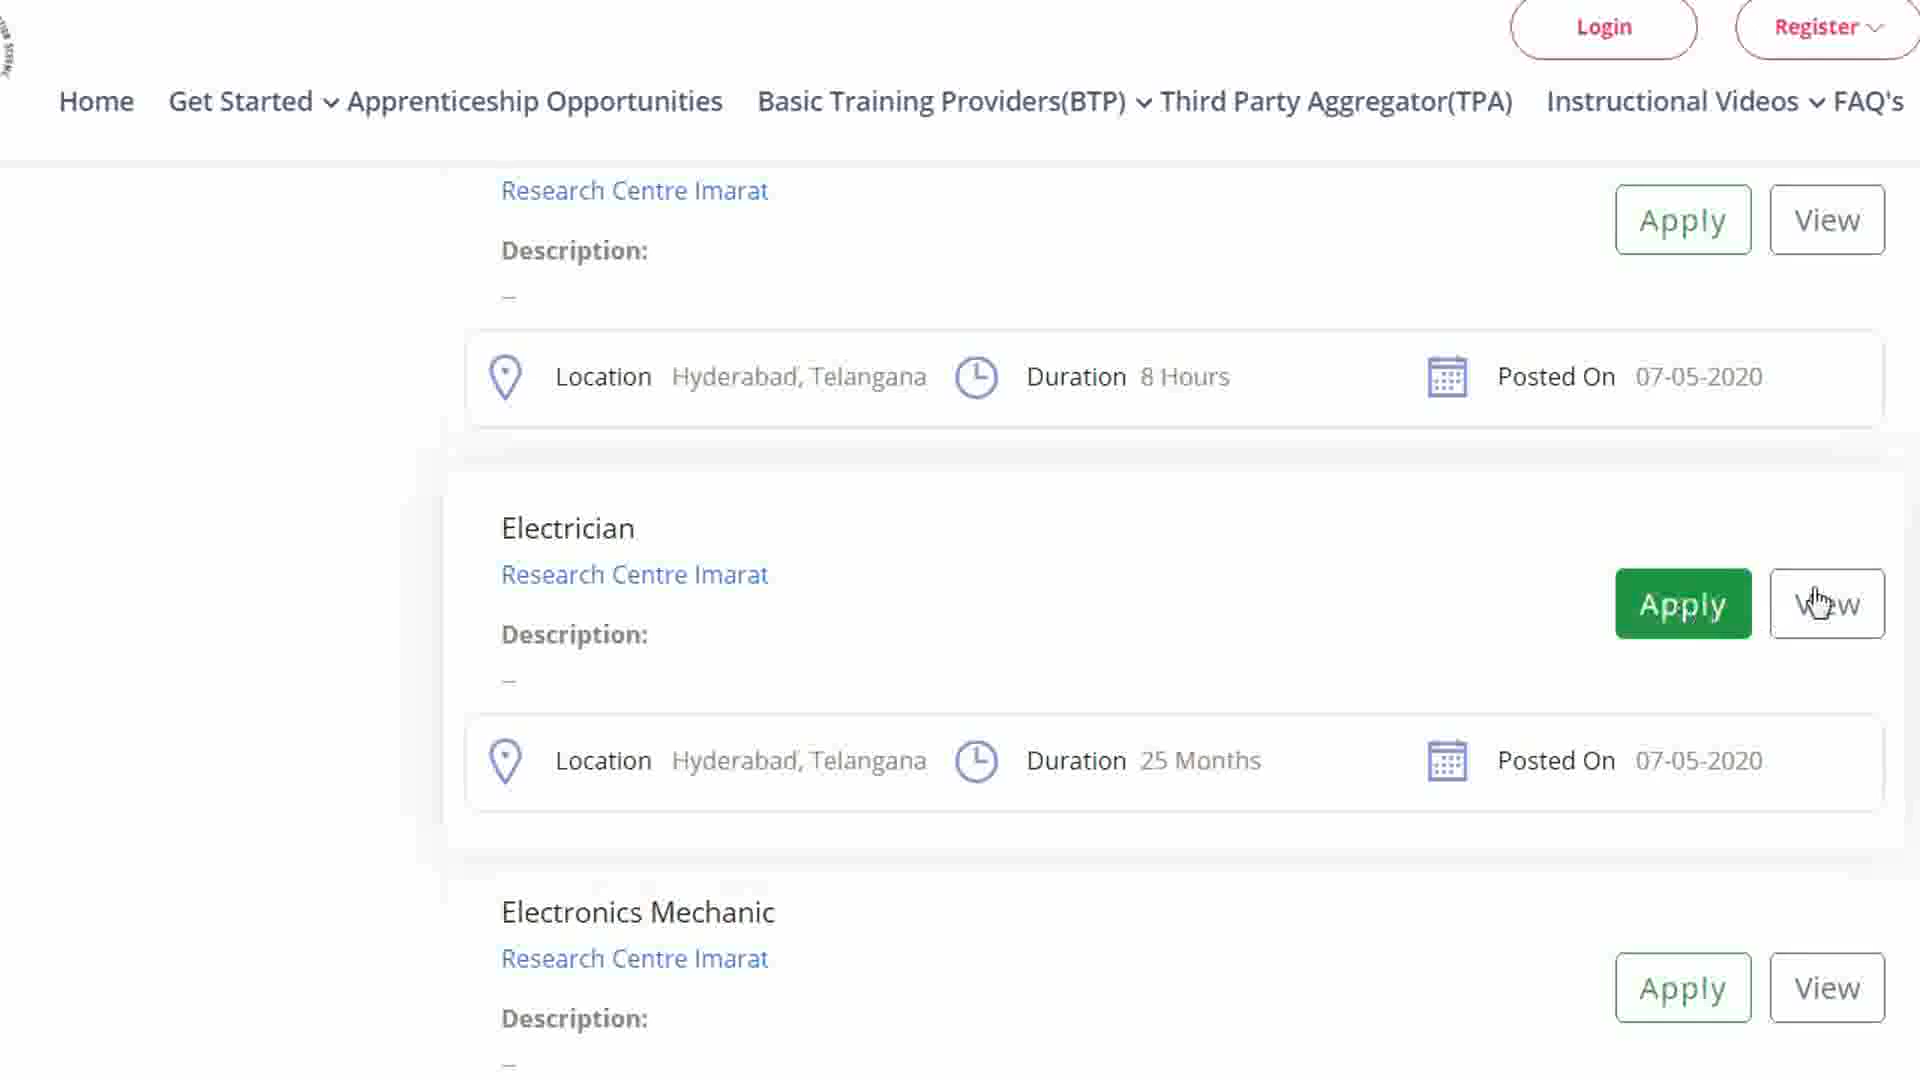 Login
Register
Home
Get Started
Apprenticeship Opportunities
Basic Training Providers(BTP)
Third Party Aggregator(TPA)
Instructional Videos
FAQ's
Research Centre Imarat
Apply
View
Description:
--
Location Hyderabad, Telangana
Duration 8 Hours
Posted On 07-05-2020
Electrician
Research Centre Imarat
Apply
View
Description:
--
Location Hyderabad, Telangana
Duration 25 Months
Posted On 07-05-2020
Electronics Mechanic
Research Centre Imarat
Apply
View
Description:
--